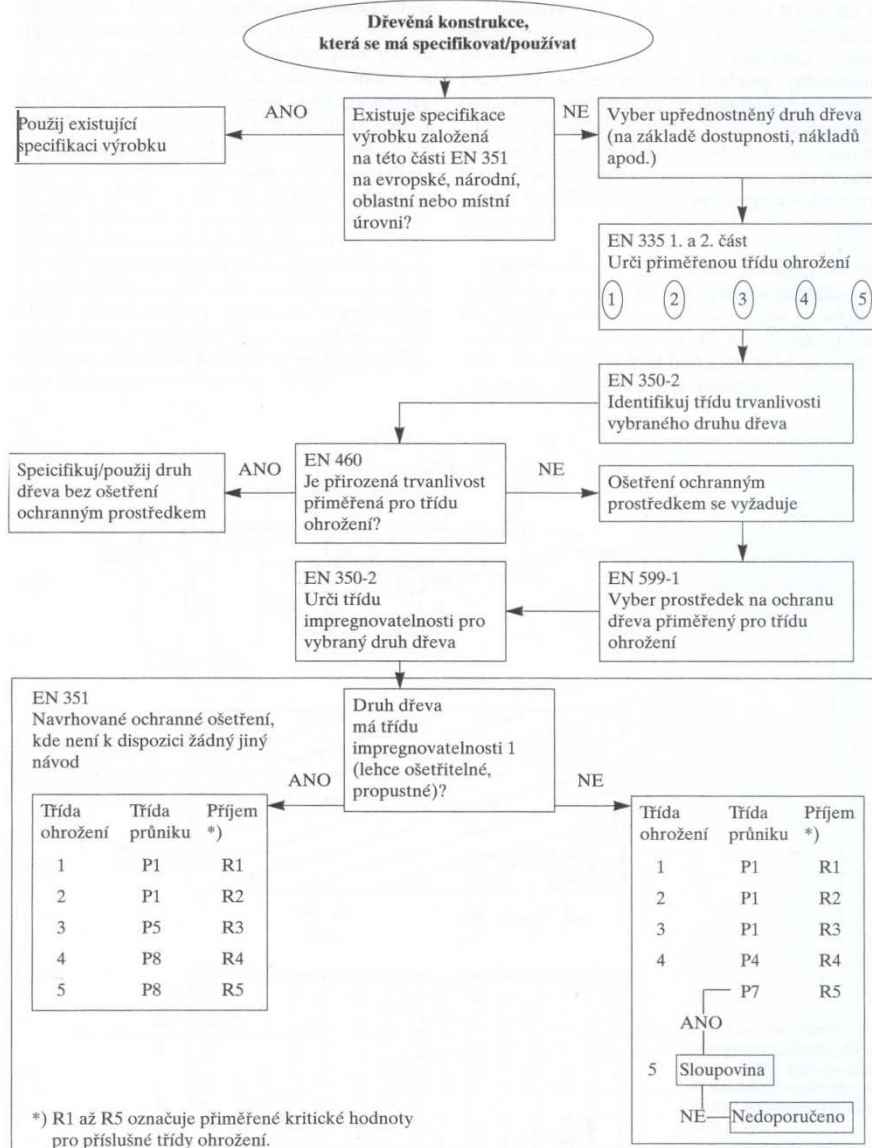 Dřevěná konstrukce,
která se má specifikovat/používat
ANO
NE
Použij existující
specifikaci výrobku
Existuje specifikace
výrobku založená
na této části EN 351
na evropské, národní,
oblastní nebo místní
úrovni?
Vyber upřednostněný druh dřeva
(na základě dostupnosti, nákladů
apod.)
EN 335 1. a 2. část
Urči přiměřenou třídu ohrožení
1 2 3 4 5
EN 350-2
Identifikuj třídu trvanlivosti
vybraného druhu dřeva
ANO
NE
Speicifikuj/použij druh
dřeva bez ošetření
ochranným prostředkem
EN 460
Je přirozená trvanlivost
přiměřená pro třídu
ohrožení?
Ošetření ochranným
prostředkem se vyžaduje
EN 350-2
Urči třídu
impregnovatelnosti pro
vybraný druh dřeva
EN 599-1
Vyber prostředek na ochranu
dřeva přiměřený pro třídu
ohrožení
EN 351
Navrhované ochranné ošetření,
kde není k dispozici žádný jiný
návod
Druh dřeva
má třídu
impregnovatelnosti 1
(lehce ošetřitelné,
propustné)?
ANO
NE
Třída Třída Příjem
ohrožení průniku *)
1 P1 R1
2 P1 R2
3 P5 R3
4 P8 R4
5 P8 R5
Třída Třída Příjem
ohrožení průniku *)
1 P1 R1
2 P1 R2
3 P1 R3
4 P4 R4
P7 R5
ANO
5 Sloupovina
NE Nedoporučeno
*) R1 až R5 označuje přiměřené kritické hodnoty
pro příslušné třídy ohrožení.